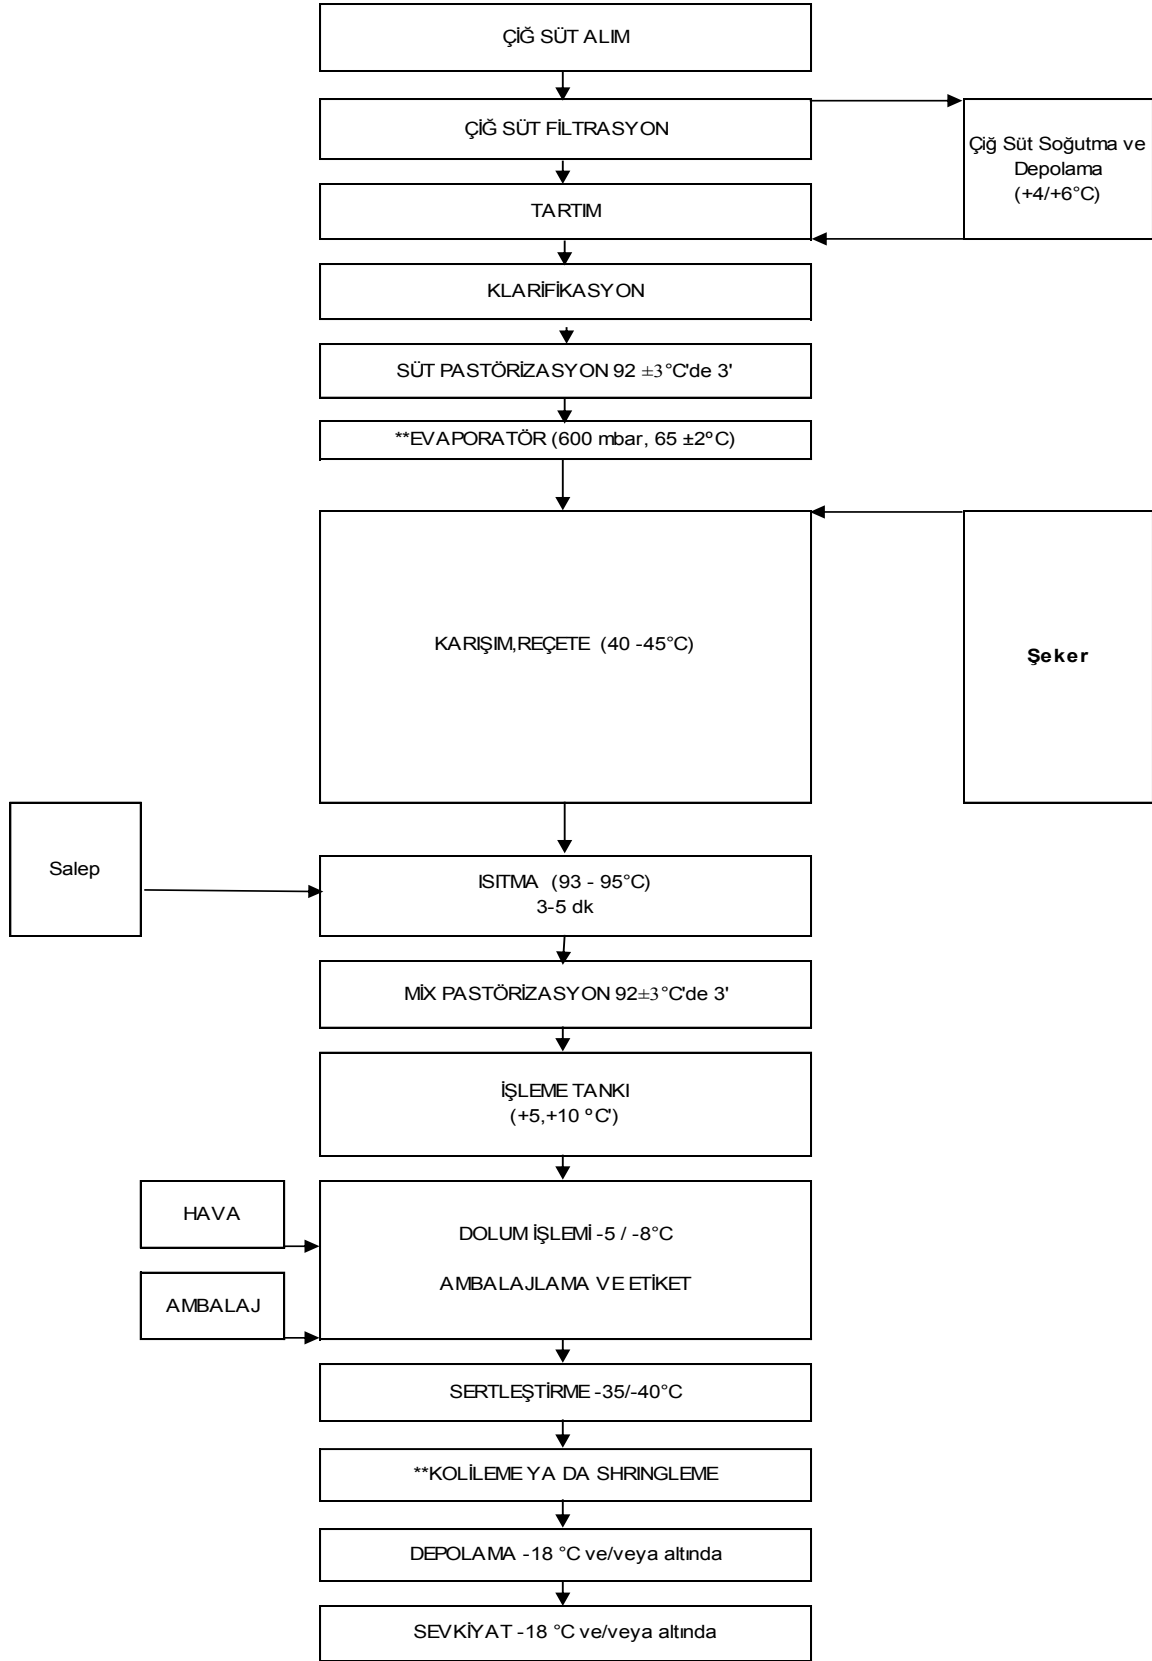 ÇİĞ SÜT ALIM
ÇİĞ SÜT FİLTRASYON
Çiğ Süt Soğutma ve
Depolama
(+4/+6°C)
TARTIM
KLARİFİKASYON
SÜT PASTÖRİZASYON 92 ±3°C'de 3'
**EVAPORATÖR (600 mbar, 65 ±2ºC)
KARIŞIM,REÇETE (40 -45°C)
Şeker
Salep
ISITMA (93 - 95°C)
3-5 dk
MİX PASTÖRİZASYON 92±3°C'de 3'
İŞLEME TANKI
(+5,+10 ºC')
HAVA
DOLUM İŞLEMİ -5 / -8°C
AMBALAJLAMA VE ETİKET
AMBALAJ
SERTLEŞTİRME -35/-40°C
**KOLİLEME YA DA SHRINGLEME
DEPOLAMA -18 °C ve/veya altında
SEVKİYAT -18 °C ve/veya altında